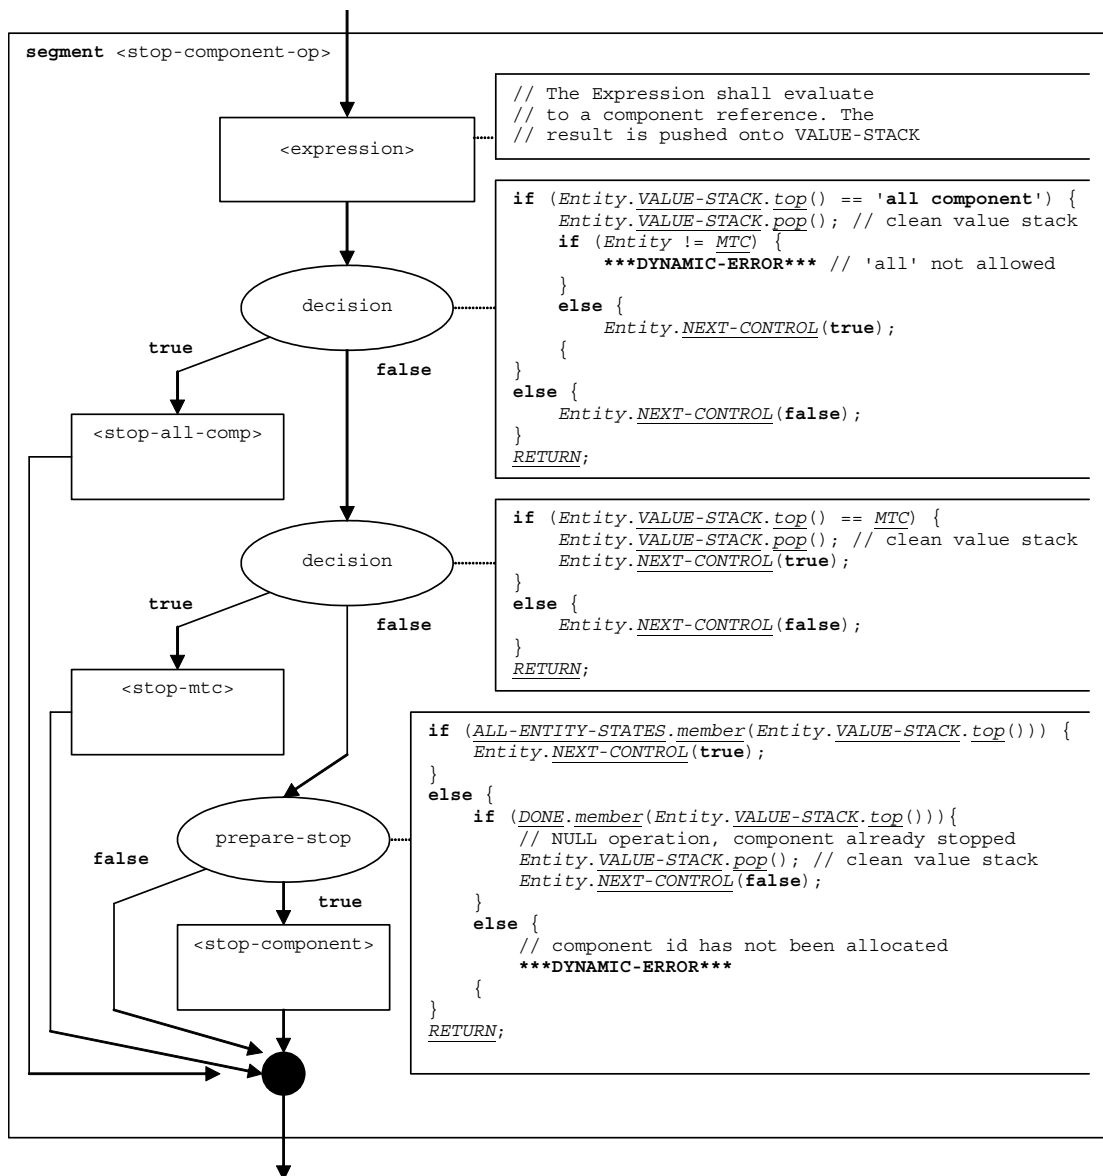 segment <stop-component-op>
// The Expression shall evaluate
// to a component reference. The
// result is pushed onto VALUE-STACK
<expression>
if (Entity.VALUE-STACK.top() == 'all component') {
Entity.VALUE-STACK.pop(); // clean value stack
if (Entity != MTC) {
***DYNAMIC-ERROR*** // 'all' not allowed
}
else {
Entity.NEXT-CONTROL(true);
{
}
else {
Entity.NEXT-CONTROL(false);
}
RETURN;
decision
true
false
<stop-all-comp>
if (Entity.VALUE-STACK.top() == MTC) {
Entity.VALUE-STACK.pop(); // clean value stack
Entity.NEXT-CONTROL(true);
}
else {
Entity.NEXT-CONTROL(false);
}
RETURN;
decision
true
false
<stop-mtc>
if (ALL-ENTITY-STATES.member(Entity.VALUE-STACK.top())) {
Entity.NEXT-CONTROL(true);
}
else {
if (DONE.member(Entity.VALUE-STACK.top())){
// NULL operation, component already stopped
Entity.VALUE-STACK.pop(); // clean value stack
Entity.NEXT-CONTROL(false);
}
else {
// component id has not been allocated
***DYNAMIC-ERROR***
{
}
RETURN;
prepare-stop
false
true
<stop-component>